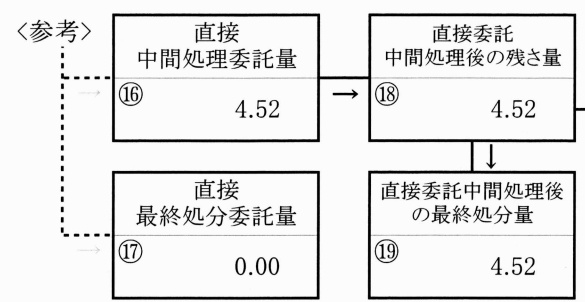 〈参考〉
直接
中間処理委託量
⑯
4.52
→
直接委託
中間処理後の残さ量
⑱
4.52
↓
直接
最終処分委託量
⑰
0.00
直接委託中間処理後
の最終処分量
⑲
4.52